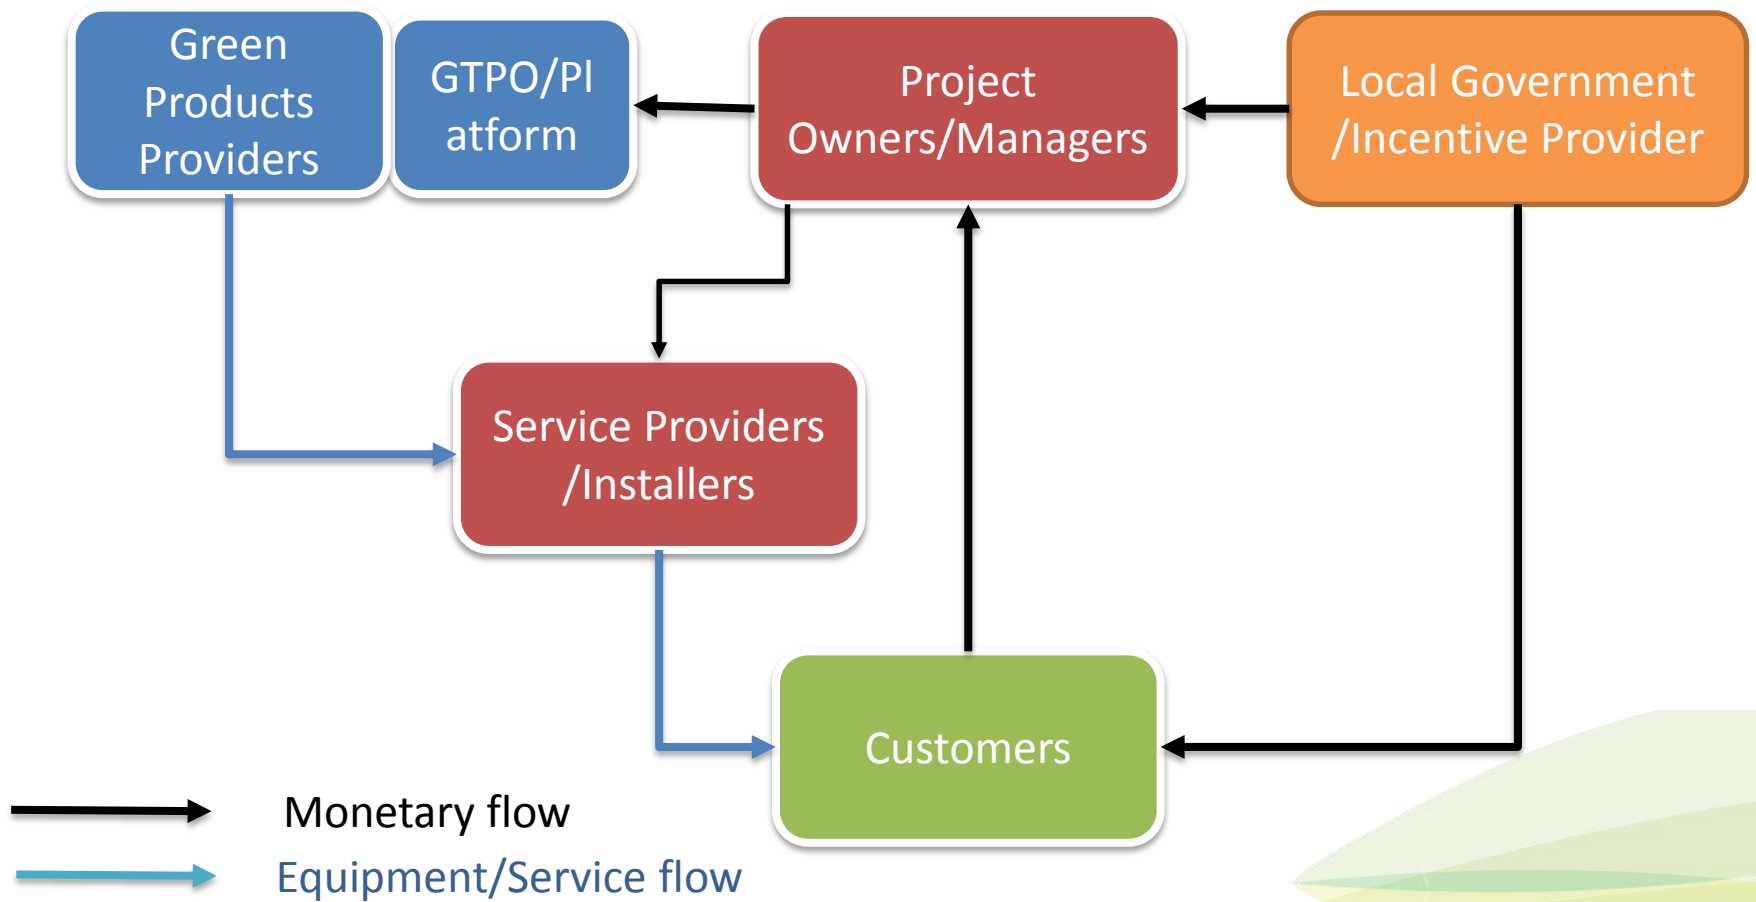 Green
Products
Providers
GTPO/Pl
atform
Project
Owners/Managers
Local Government
/Incentive Provider
Service Providers
/Installers
Customers
Monetary flow
Equipment/Service flow